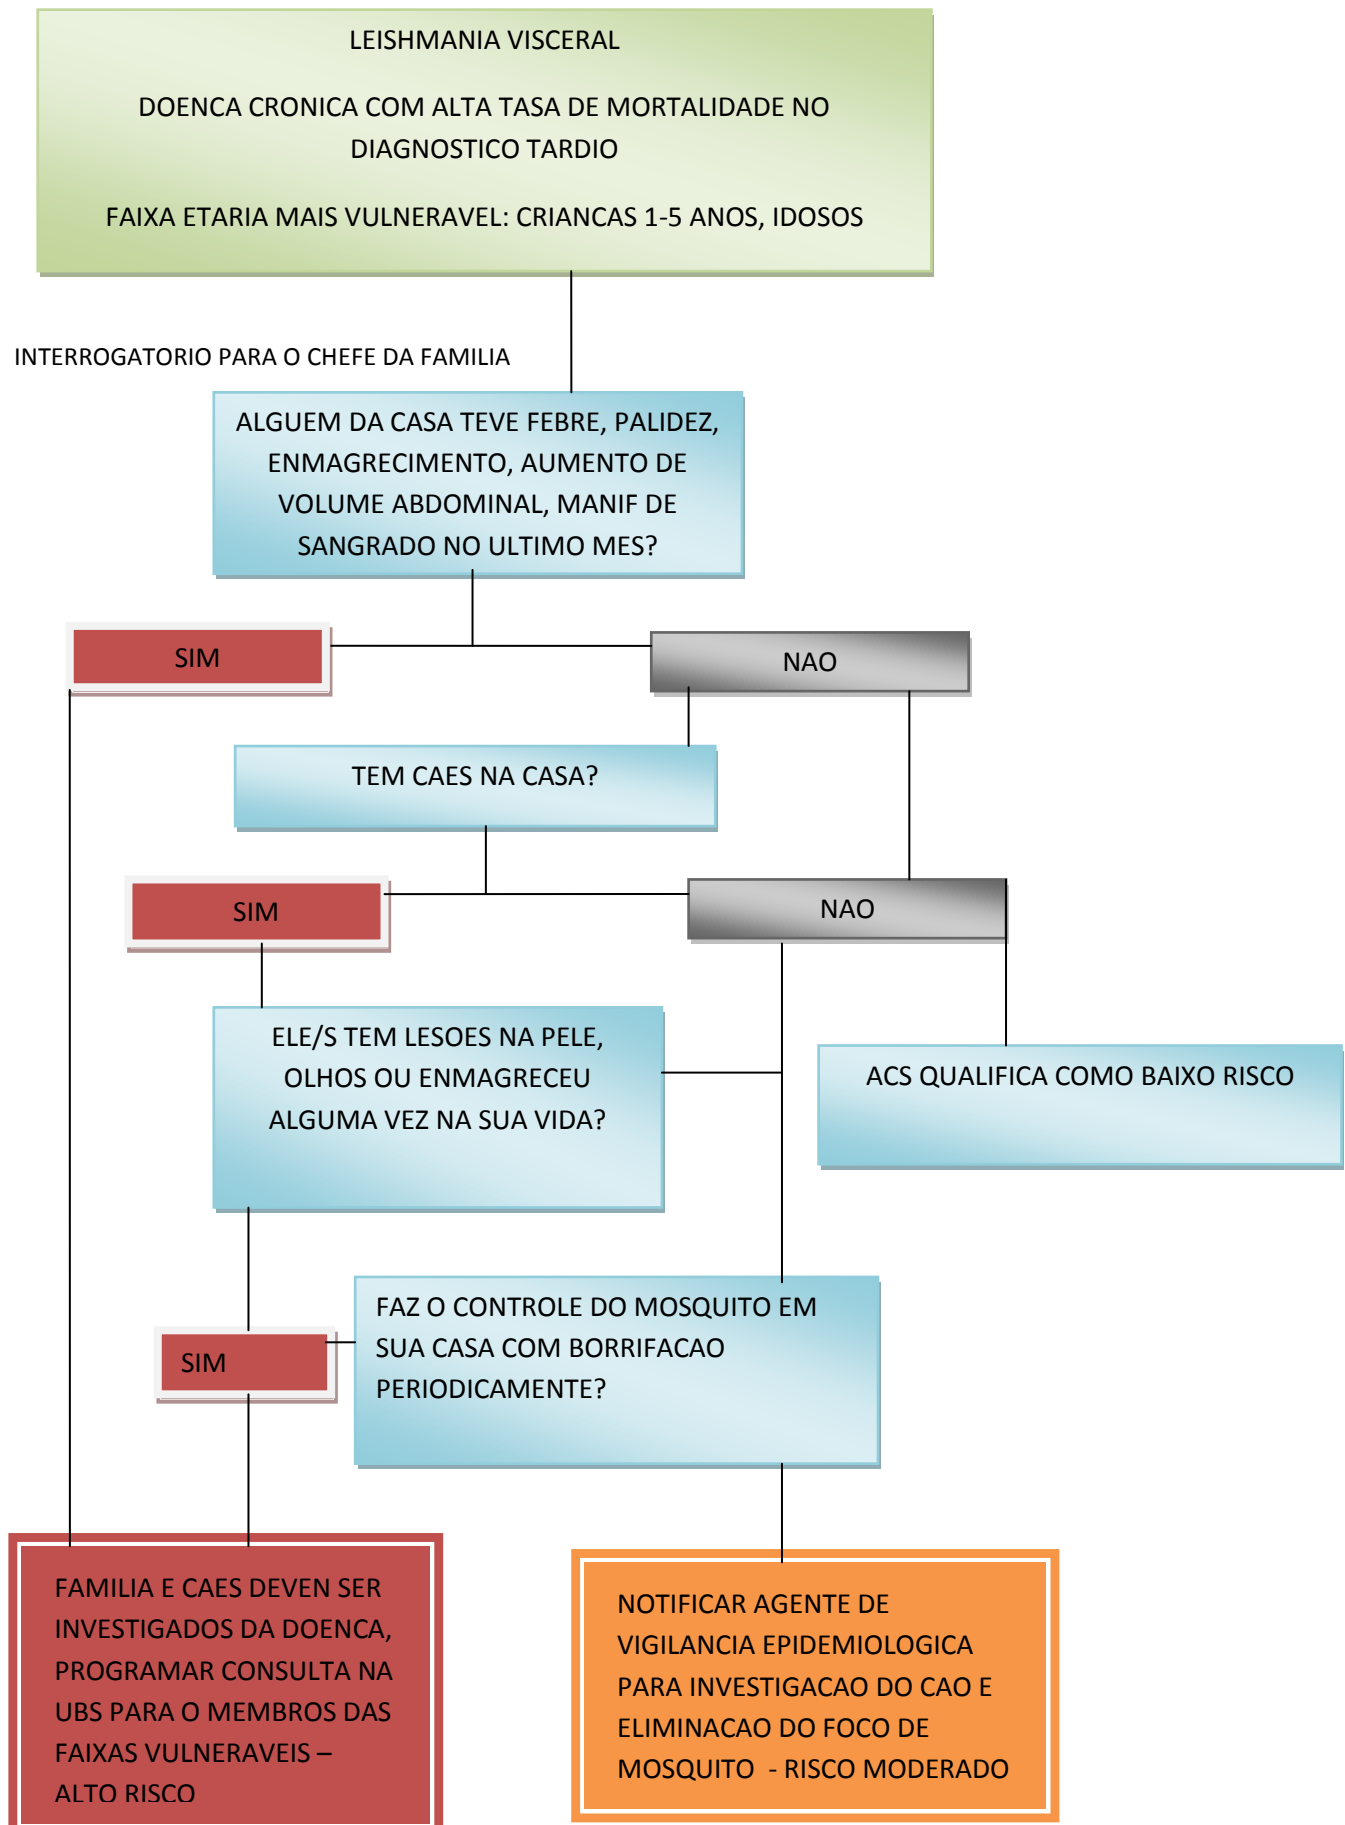 LEISHMANIA VISCERAL
DOENCA CRONICA COM ALTA TASA DE MORTALIDADE NO
DIAGNOSTICO TARDIO
FAIXA ETARIA MAIS VULNERAVEL: CRIANCAS 1-5 ANOS, IDOSOS
INTERROGATORIO PARA O CHEFE DA FAMILIA
ALGUEM DA CASA TEVE FEBRE, PALIDEZ,
ENMAGRECIMENTO, AUMENTO DE
VOLUME ABDOMINAL, MANIF DE
SANGRADO NO ULTIMO MES?
SIM
NAO
TEM CAES NA CASA?
SIM
NAO
ELE/S TEM LESOES NA PELE,
OLHOS OU ENMAGRECEU
ALGUMA VEZ NA SUA VIDA?
ACS QUALIFICA COMO BAIXO RISCO
FAZ O CONTROLE DO MOSQUITO EM
SUA CASA COM BORRIFACAO
PERIODICAMENTE?
SIM
FAMILIA E CAES DEVEN SER
INVESTIGADOS DA DOENCA,
PROGRAMAR CONSULTA NA
UBS PARA O MEMBROS DAS
FAIXAS VULNERAVEIS –
ALTO RISCO
NOTIFICAR AGENTE DE
VIGILANCIA EPIDEMIOLOGICA
PARA INVESTIGACAO DO CAO E
ELIMINACAO DO FOCO DE
MOSQUITO - RISCO MODERADO